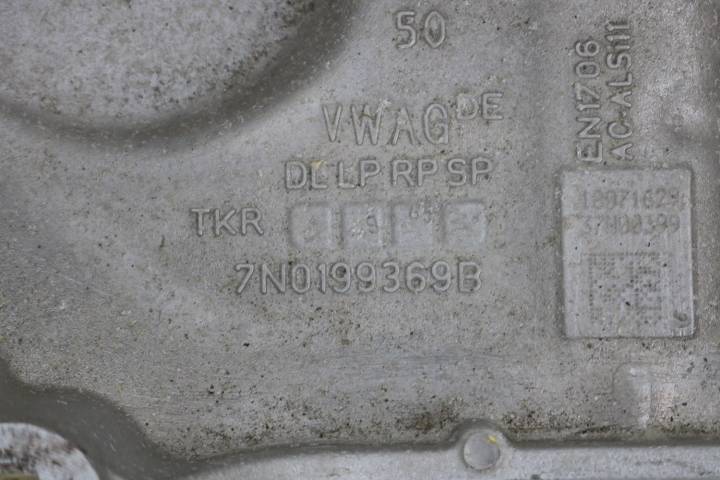 50
VWAG DE
DL LP RP SP
TKR
7N0199369B
EN1706
AC-ALSI11